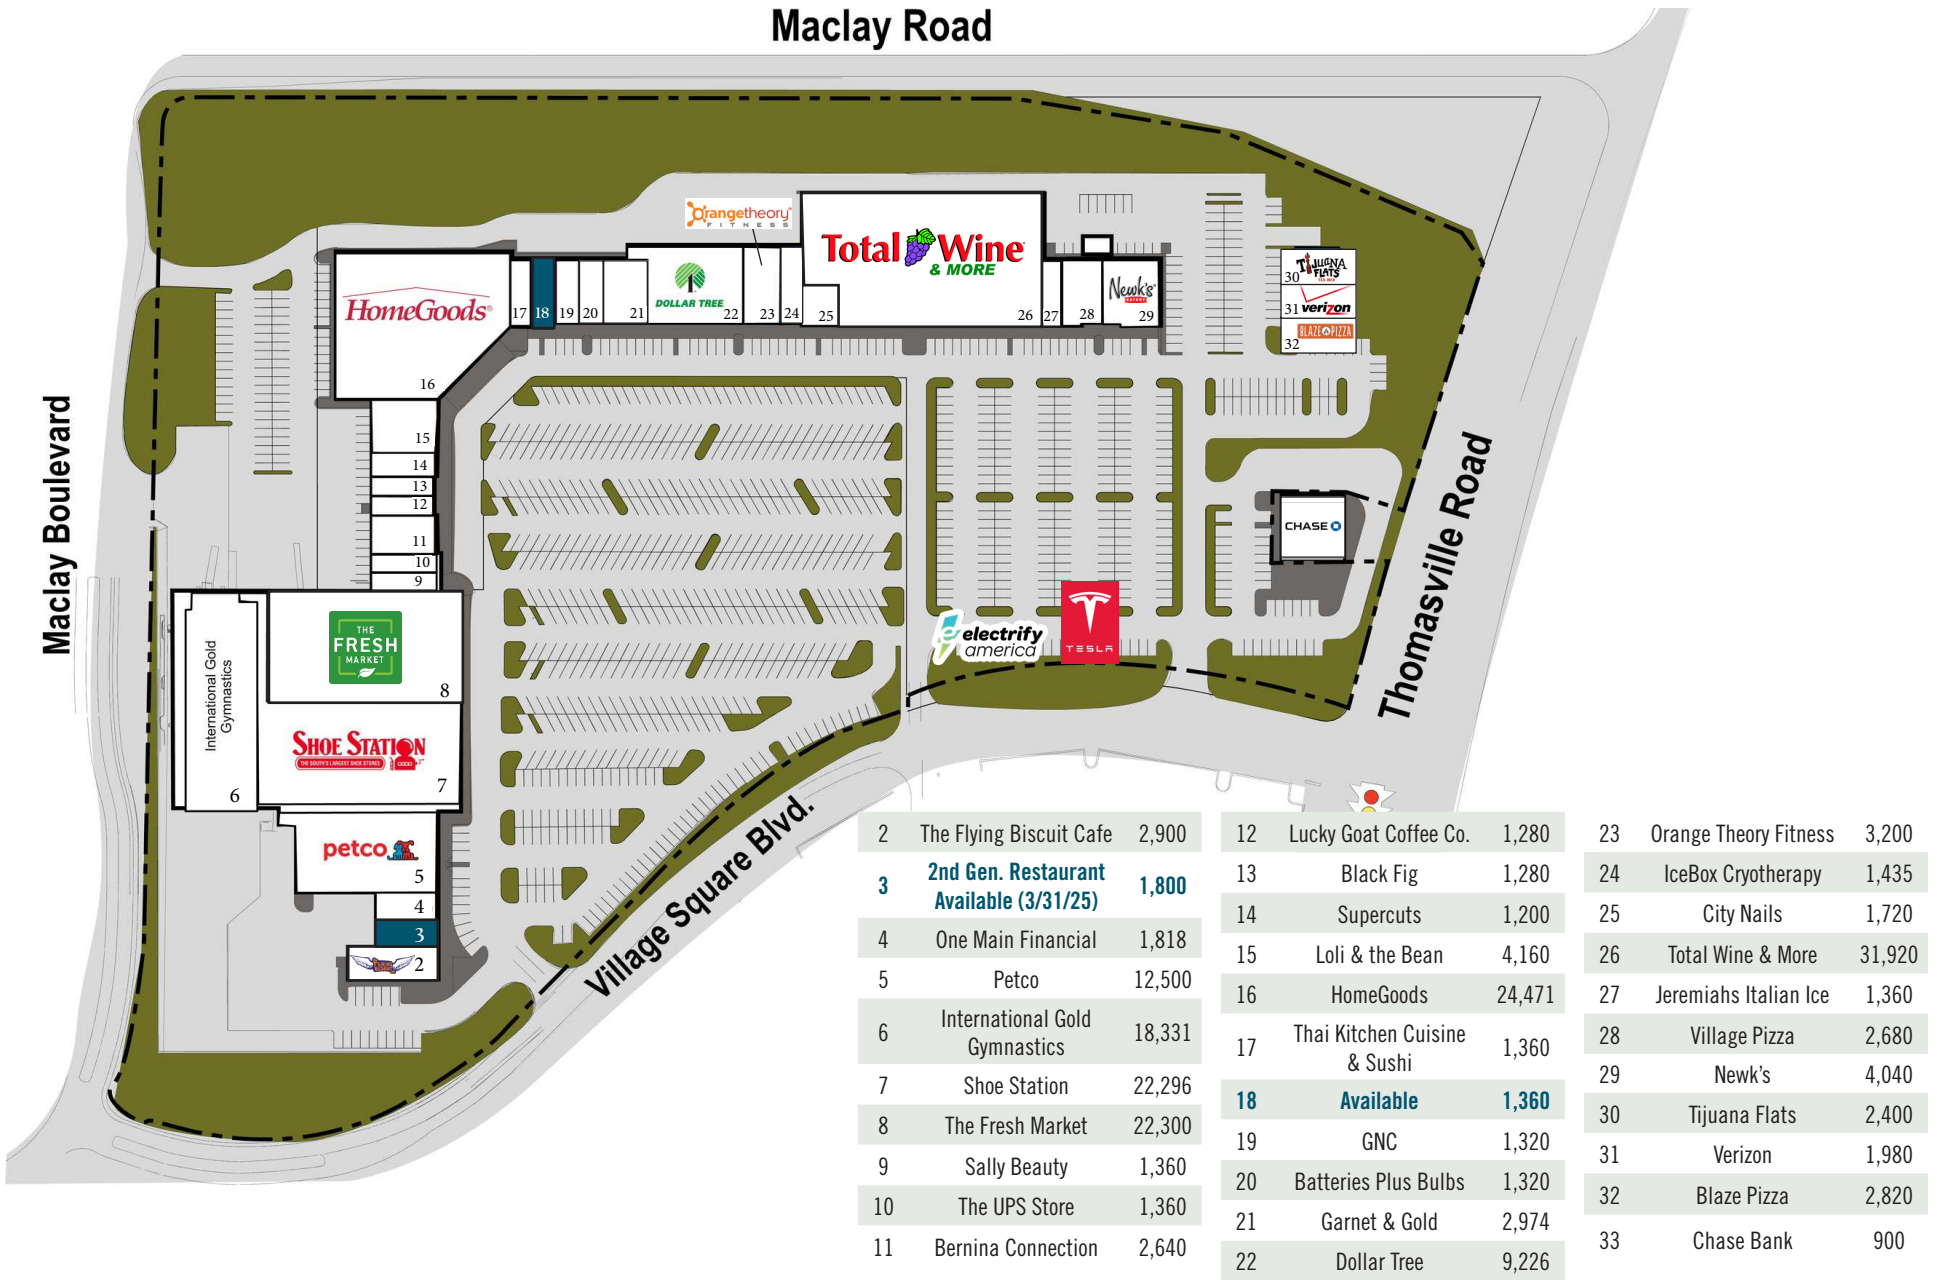 Maclay Road
Maclay Boulevard
Thomasville Road
Village Square Blvd.
orangetheory
FITNESS
Total Wine
& MORE
HomeGoods
DOLLAR TREE
Newk's
EATERY
TIJUANA
FLATS
verizon
BLAZE PIZZA
CHASE
electrify
america
TESLA
THE
FRESH
MARKET
International Gold
Gymnastics
SHOE STATION
THE SOUTH'S LARGEST SHOE STORES
petco
16
17
18
19
20
21
22
23
24
25
26
27
28
29
30
31
32
15
14
13
12
11
10
9
8
7
6
5
4
3
2
2 The Flying Biscuit Cafe 2,900
3 2nd Gen. Restaurant
Available (3/31/25) 1,800
4 One Main Financial 1,818
5 Petco 12,500
6 International Gold
Gymnastics 18,331
7 Shoe Station 22,296
8 The Fresh Market 22,300
9 Sally Beauty 1,360
10 The UPS Store 1,360
11 Bernina Connection 2,640
12 Lucky Goat Coffee Co. 1,280
13 Black Fig 1,280
14 Supercuts 1,200
15 Loli & the Bean 4,160
16 HomeGoods 24,471
17 Thai Kitchen Cuisine
& Sushi 1,360
18 Available 1,360
19 GNC 1,320
20 Batteries Plus Bulbs 1,320
21 Garnet & Gold 2,974
22 Dollar Tree 9,226
23 Orange Theory Fitness 3,200
24 IceBox Cryotherapy 1,435
25 City Nails 1,720
26 Total Wine & More 31,920
27 Jeremiahs Italian Ice 1,360
28 Village Pizza 2,680
29 Newk's 4,040
30 Tijuana Flats 2,400
31 Verizon 1,980
32 Blaze Pizza 2,820
33 Chase Bank 900